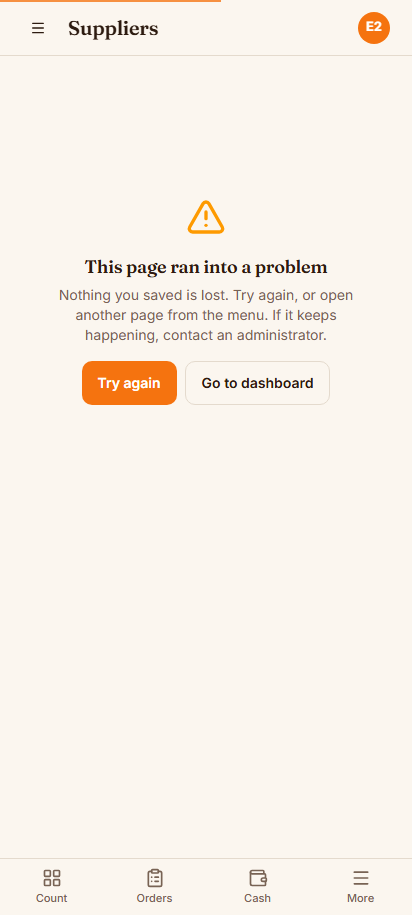 Suppliers
E2
This page ran into a problem
Nothing you saved is lost. Try again, or open
another page from the menu. If it keeps
happening, contact an administrator.
Try again
Go to dashboard
Count
Orders
Cash
More